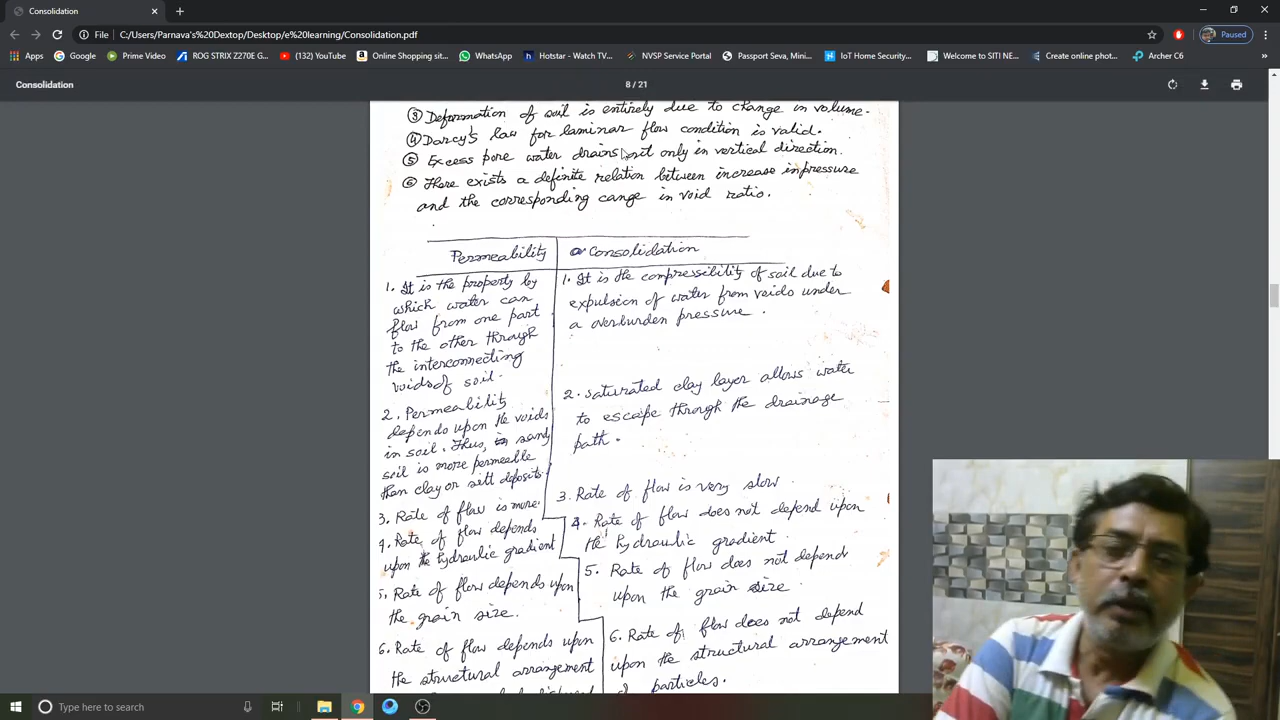 Consolidation
File
C:/Users/Parnava's%20Dextop/Desktop/e%20learning/Consolidation.pdf
Paused
Apps
Google
Prime Video
ROG STRIX Z270E G...
(132) YouTube
Online Shopping sit...
WhatsApp
Hotstar - Watch TV...
NVSP Service Portal
Passport Seva, Mini...
IoT Home Security...
Welcome to SITI NE...
Create online phot...
Archer C6
Consolidation
8 / 21
③ Deformation of soil is entirely due to change in volume.
④ Darcy's law for laminar flow condition is valid.
⑤ Excess pore water drains out only in vertical direction.
⑥ There exists a definite relation between increase in pressure
and the corresponding cange in void ratio.
Permeability
Consolidation
1. It is the property by
which water can
flow from one part
to the other through
the interconnecting
voids of soil.
1. It is the compressibility of soil due to
expulsion of water from voids under
a overburden pressure.
2. Permeability
depends upon the voids
in soil. Thus, in sandy
soil is more permeable
than clay or silt deposits.
2. Saturated clay layer allows water
to escape through the drainage
path.
3. Rate of flow is more.
3. Rate of flow is very slow
4. Rate of flow depends
upon the hydraulic gradient
4. Rate of flow does not depend upon
the hydraulic gradient.
5. Rate of flow depends upon
the grain size.
5. Rate of flow does not depend
upon the grain size.
6. Rate of flow depends upon
the structural arrangement
6. Rate of flow does not depend
upon the structural arrangement
of particles.
Type here to search